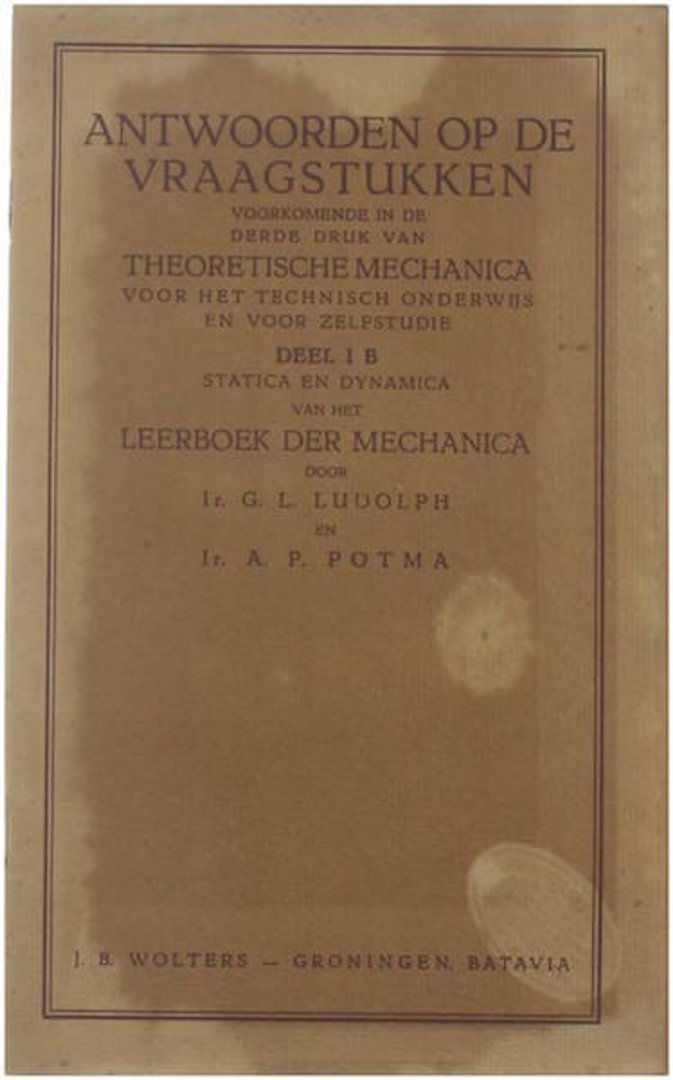 ANTWOORDEN OP DE
VRAAGSTUKKEN
VOORKOMENDE IN DE
DERDE DRUK VAN
THEORETISCHE MECHANICA
VOOR HET TECHNISCH ONDERWIJS
EN VOOR ZELFSTUDIE
DEEL I B
STATICA EN DYNAMICA
VAN HET
LEERBOEK DER MECHANICA
DOOR
Ir. G. L. LUDOLPH
EN
Ir. A. P. POTMA
J. B. WOLTERS — GRONINGEN, BATAVIA